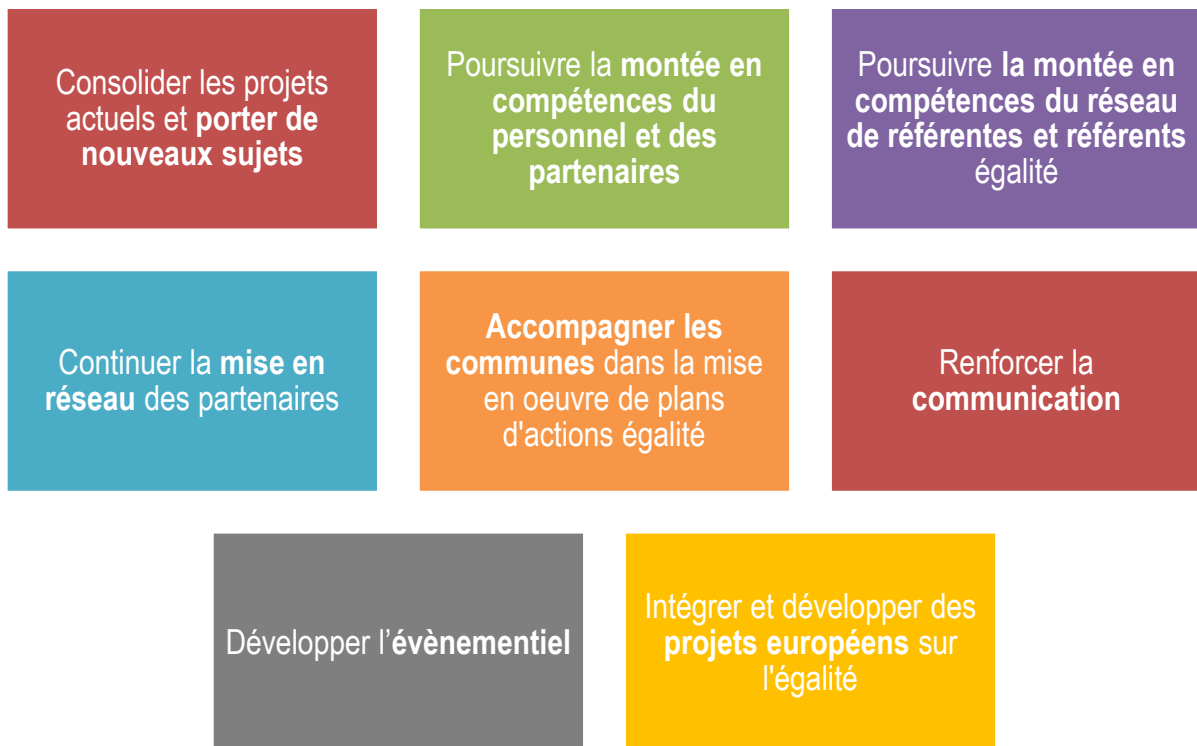 Consolider les projets
actuels et porter de
nouveaux sujets
Poursuivre la montée en
compétences du
personnel et des
partenaires
Poursuivre la montée en
compétences du réseau
de référentes et référents
égalité
Continuer la mise en
réseau des partenaires
Accompagner les
communes dans la mise
en oeuvre de plans
d'actions égalité
Renforcer la
communication
Développer l’évènementiel
Intégrer et développer des
projets européens sur
l'égalité